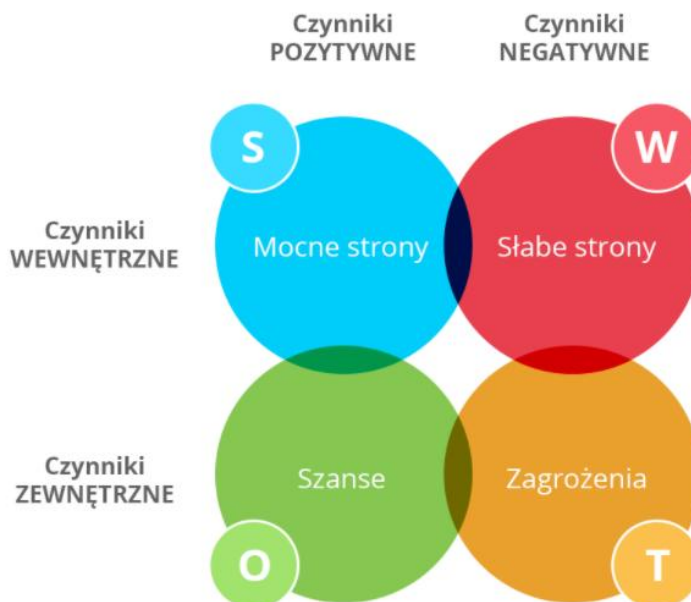 Czynniki
POZYTYWNE
Czynniki
NEGATYWNE
S
W
Czynniki
WEWNĘTRZNE
Mocne strony
Słabe strony
Czynniki
ZEWNĘTRZNE
Szanse
Zagrożenia
O
T